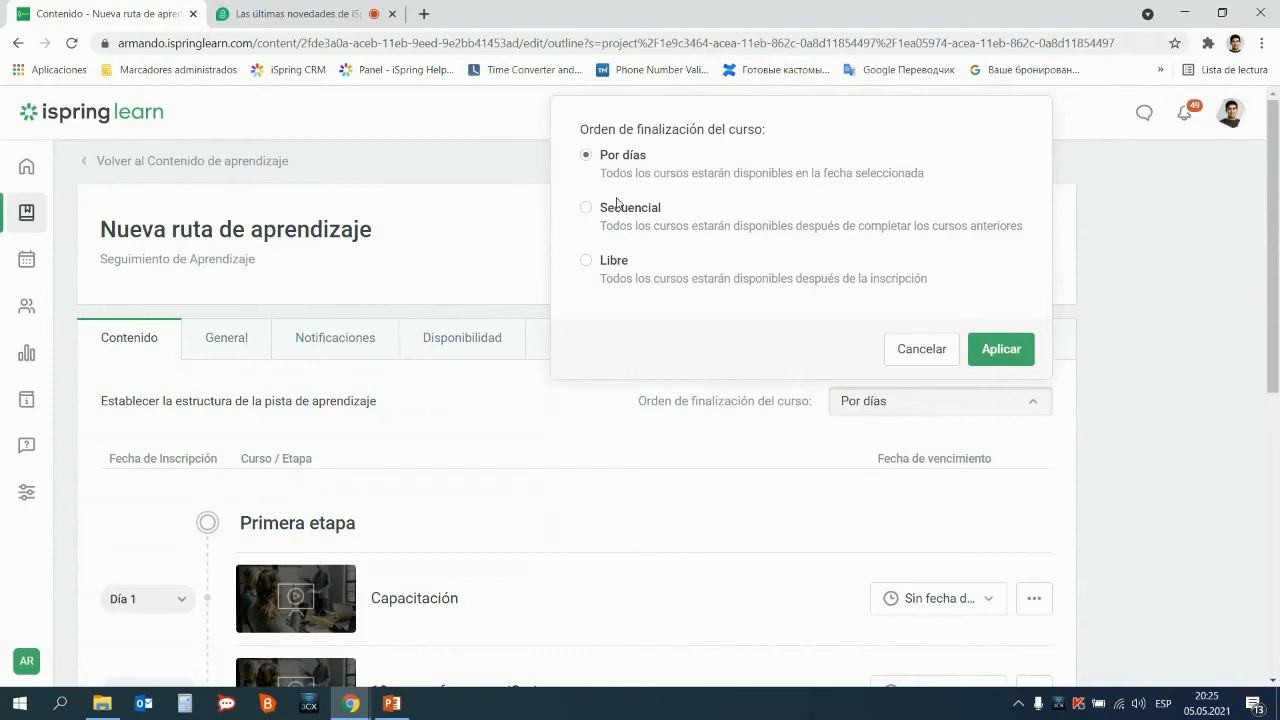 Contenido - Nueva ruta de apren
Las últimas novedades de iS
armando.ispringlearn.com/content/2fde3a0a-acea-11eb-9eed-9e2bb41453ad/edit/outline?s=project%2F1e9c3464-acea-11eb-862c-0a8d11854497%2F1ea05974-acea-11eb-862c-0a8d11854497
Aplicaciones
Marcadores administrados
iSpring CRM
Panel - iSpring Help...
Time Converter and...
Phone Number Vali...
Готовые кастомы...
Google Переводчик
Ваше бронирован...
»
Lista de lectura
ispring learn
49
Volver al Contenido de aprendizaje
Nueva ruta de aprendizaje
Seguimiento de Aprendizaje
Orden de finalización del curso:
Por días
Todos los cursos estarán disponibles en la fecha seleccionada
Secuencial
Todos los cursos estarán disponibles después de completar los cursos anteriores
Libre
Todos los cursos estarán disponibles después de la inscripción
Cancelar
Aplicar
Contenido
General
Notificaciones
Disponibilidad
Establecer la estructura de la pista de aprendizaje
Orden de finalización del curso:
Por días
Fecha de Inscripción
Curso / Etapa
Fecha de vencimiento
Primera etapa
Día 1
Capacitación
Sin fecha d...
AR
3CX
ESP
20:25
05.05.2021
13